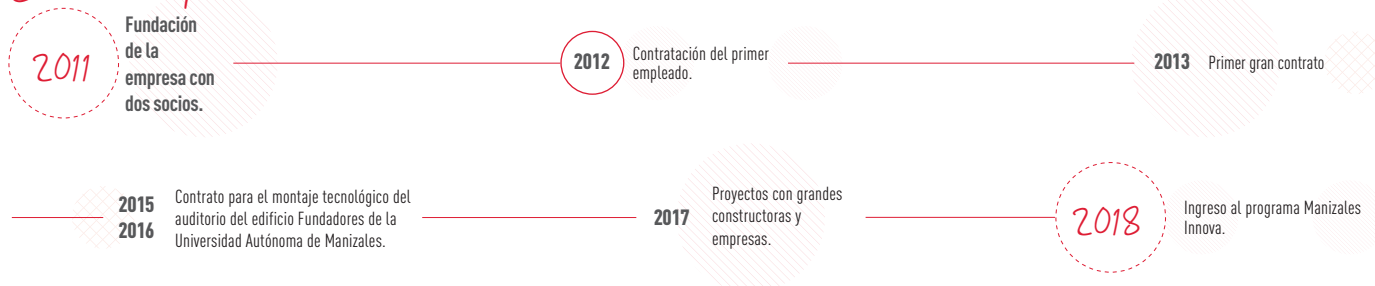 2011
Fundación
de la
empresa con
dos socios.
2012
Contratación del primer
empleado.
2013
Primer gran contrato
2015
2016
Contrato para el montaje tecnológico del
auditorio del edificio Fundadores de la
Universidad Autónoma de Manizales.
2017
Proyectos con grandes
constructoras y
empresas.
2018
Ingreso al programa Manizales
Innova.